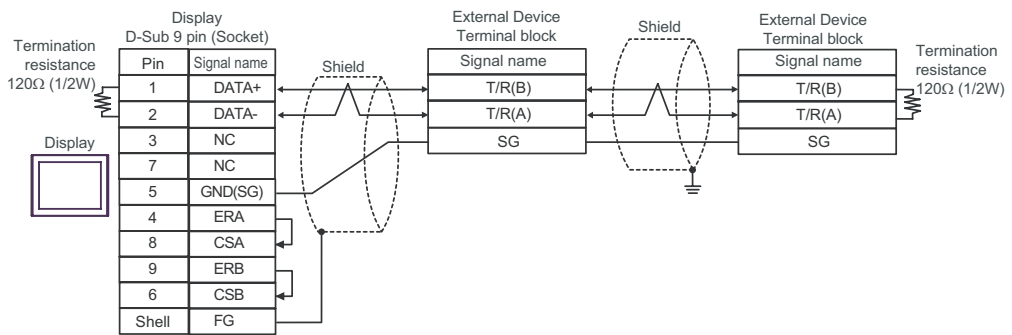 Display
D-Sub 9 pin (Socket)
Termination
resistance
120Ω (1/2W)
Display
Pin Signal name
1 DATA+
2 DATA-
3 NC
7 NC
5 GND(SG)
4 ERA
8 CSA
9 ERB
6 CSB
Shell FG
Shield
External Device
Terminal block
Signal name
T/R(B)
T/R(A)
SG
Shield
External Device
Terminal block
Signal name
T/R(B)
T/R(A)
SG
Termination
resistance
120Ω (1/2W)